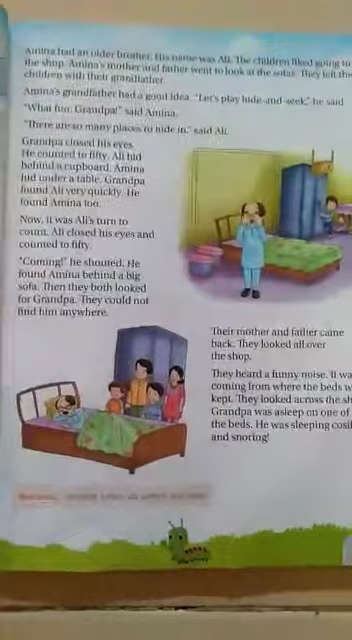 Amina had an older brother. His name was Ali. The children liked going to
the shop. Amina's mother and father went to look at the sofas. They left the
children with their grandfather.
Amina's grandfather had a good idea. "Let's play hide-and-seek," he said
"What fun, Grandpa!" said Amina.
"There are so many places to hide in," said Ali.
Grandpa closed his eyes
He counted to fifty. Ali hid
behind a cupboard. Amina
hid under a table. Grandpa
found Ali very quickly. He
found Amina too.
Now, it was Ali's turn to
count. Ali closed his eyes and
counted to fifty.
"Coming!" he shouted. He
found Amina behind a big
sofa. Then they both looked
for Grandpa. They could not
find him anywhere.
Their mother and father came
back. They looked all over
the shop.
They heard a funny noise. It wa
coming from where the beds w
kept. They looked across the sh
Grandpa was asleep on one of
the beds. He was sleeping cosil
and snoring!